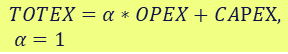 TOTEX = α * OPEX + CAPEX,
α = 1